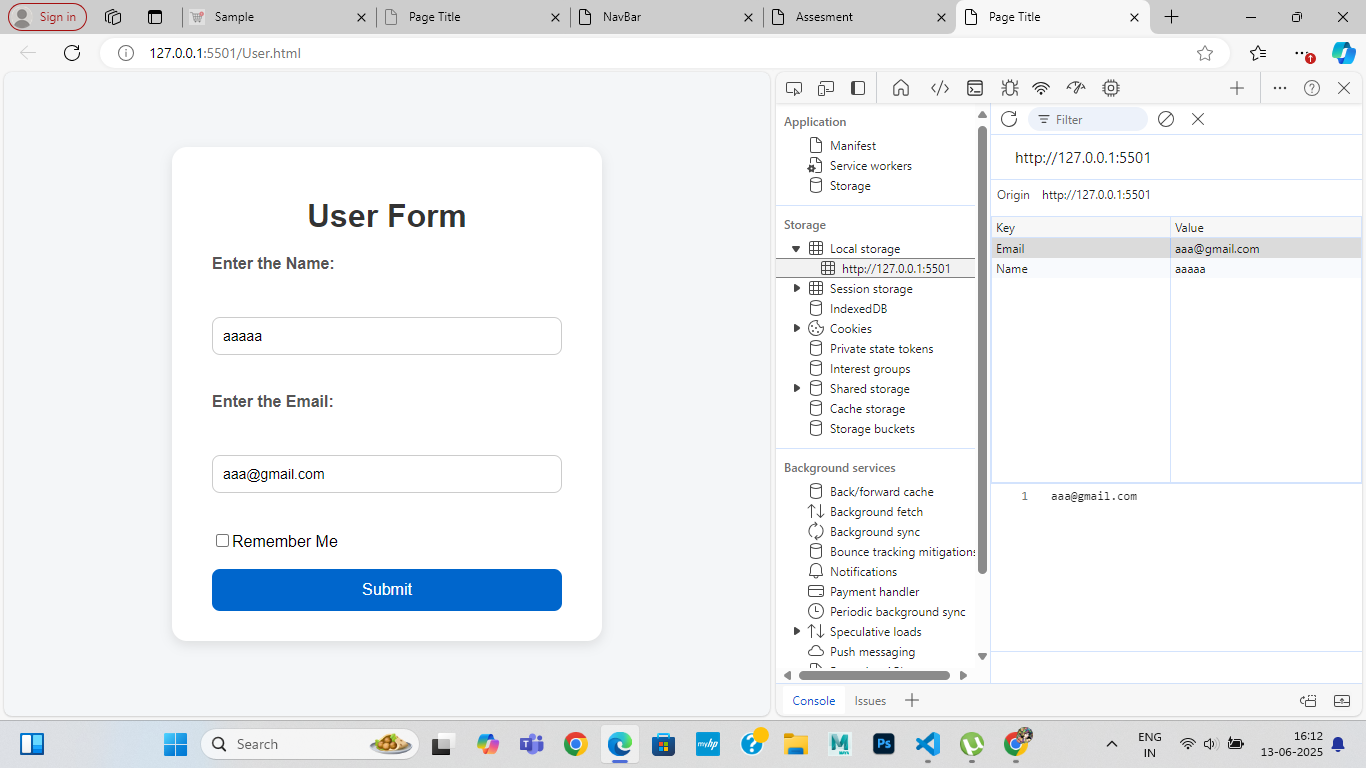 Sign in
Sample
Page Title
NavBar
Assesment
Page Title
127.0.0.1:5501/User.html
User Form
Enter the Name:
aaaaa
Enter the Email:
aaa@gmail.com
Remember Me
Submit
Application
Manifest
Service workers
Storage
Storage
Local storage
http://127.0.0.1:5501
Session storage
IndexedDB
Cookies
Private state tokens
Interest groups
Shared storage
Cache storage
Storage buckets
Background services
Back/forward cache
Background fetch
Background sync
Bounce tracking mitigations
Notifications
Payment handler
Periodic background sync
Speculative loads
Push messaging
Filter
http://127.0.0.1:5501
Origin http://127.0.0.1:5501
Key Value
Email aaa@gmail.com
Name aaaaa
1 aaa@gmail.com
Console Issues
Search
myhp
Ps
ENG
IN
16:12
13-06-2025